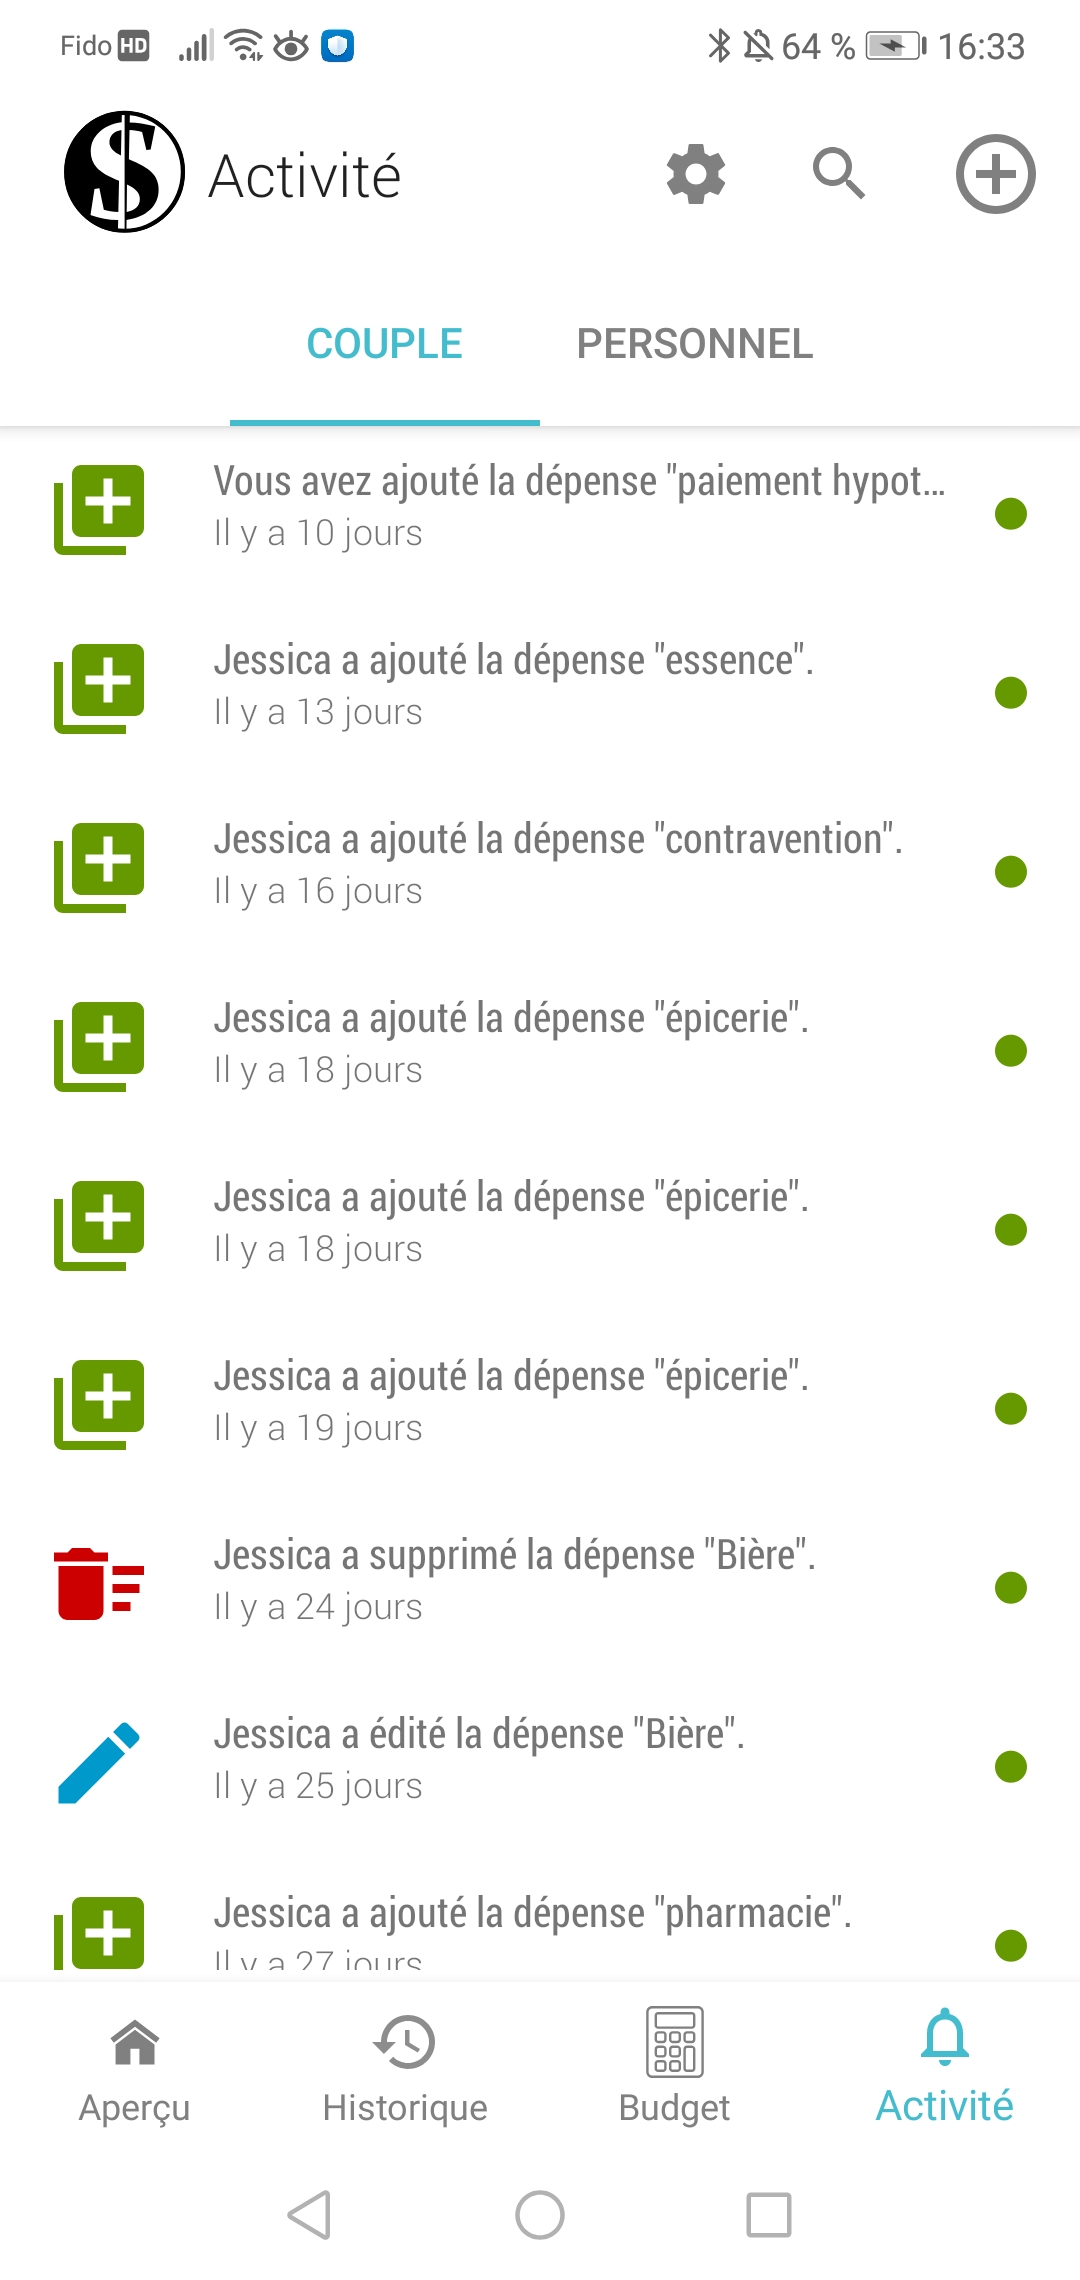 Fido HD 64 % 16:33
Activité
COUPLE PERSONNEL
Vous avez ajouté la dépense "paiement hypot...
Il y a 10 jours
Jessica a ajouté la dépense "essence".
Il y a 13 jours
Jessica a ajouté la dépense "contravention".
Il y a 16 jours
Jessica a ajouté la dépense "épicerie".
Il y a 18 jours
Jessica a ajouté la dépense "épicerie".
Il y a 18 jours
Jessica a ajouté la dépense "épicerie".
Il y a 19 jours
Jessica a supprimé la dépense "Bière".
Il y a 24 jours
Jessica a édité la dépense "Bière".
Il y a 25 jours
Jessica a ajouté la dépense "pharmacie".
Il y a 27 jours
Aperçu Historique Budget Activité